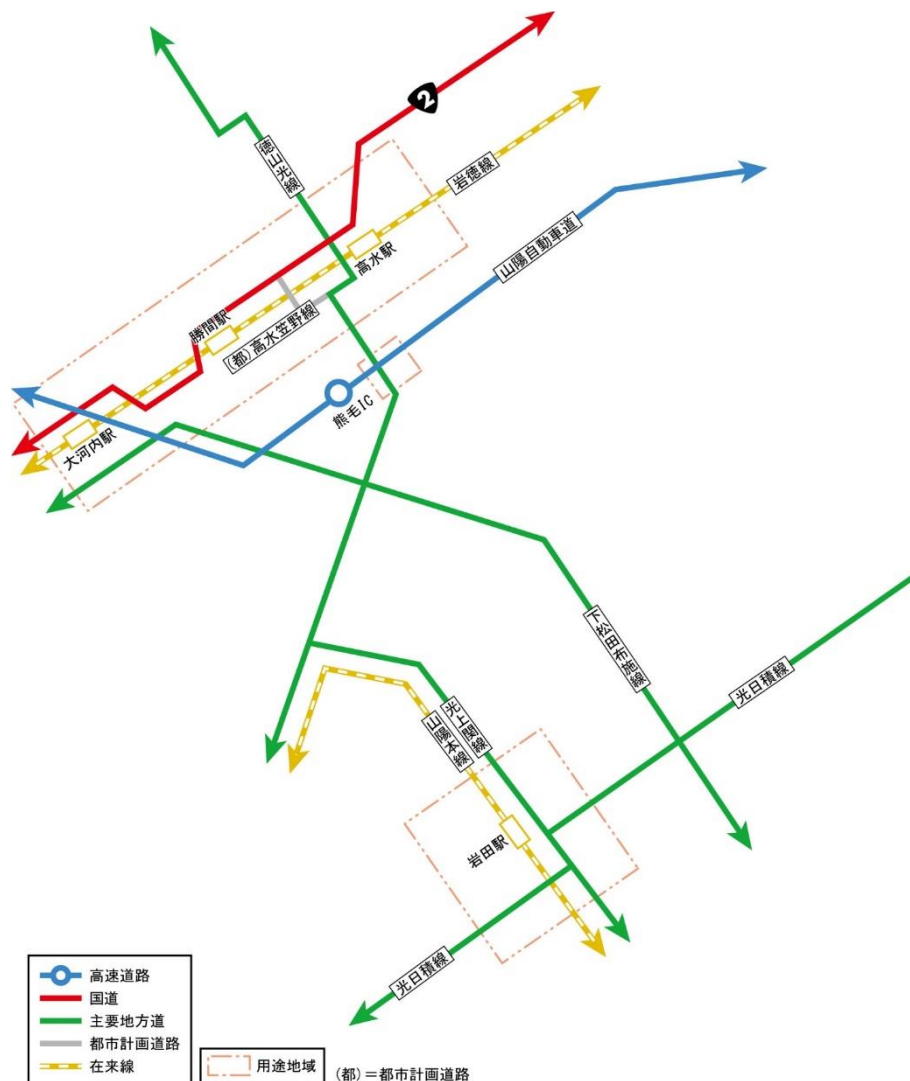 2
徳山光線
岩徳線
高水駅
山陽自動車道
勝間駅
(都)高水笠野線
熊毛IC
大河内駅
下松田布施線
光日積線
光上関線
山陽本線
岩田駅
光日積線
高速道路
国道
主要地方道
都市計画道路
在来線
用途地域
(都)=都市計画道路